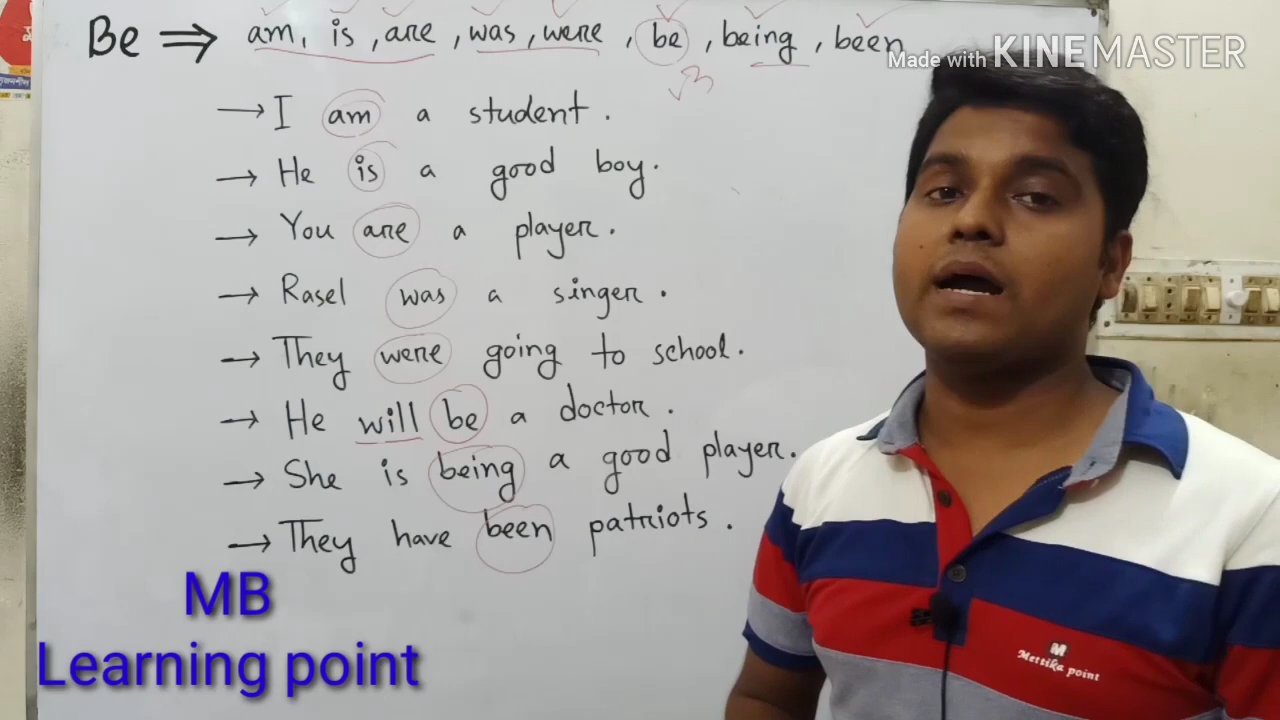 Be ⇒ am, is, are, was, were, be, being, been
Made with KINEMASTER
→ I am a student.
→ He is a good boy.
→ You are a player.
→ Rasel was a singer.
→ They were going to school.
→ He will be a doctor.
→ She is being a good player.
→ They have been patriots.
MB
Learning point
M
Mettika point